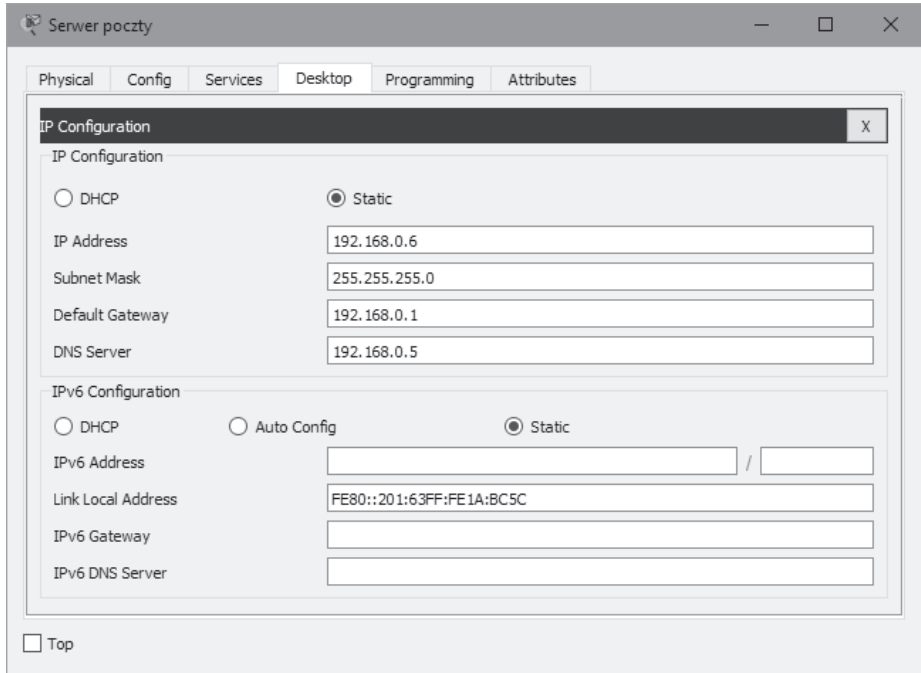 Serwer poczty
Physical Config Services Desktop Programming Attributes
IP Configuration X
IP Configuration
DHCP Static
IP Address 192.168.0.6
Subnet Mask 255.255.255.0
Default Gateway 192.168.0.1
DNS Server 192.168.0.5
IPv6 Configuration
DHCP Auto Config Static
IPv6 Address /
Link Local Address FE80::201:63FF:FE1A:BC5C
IPv6 Gateway
IPv6 DNS Server
Top